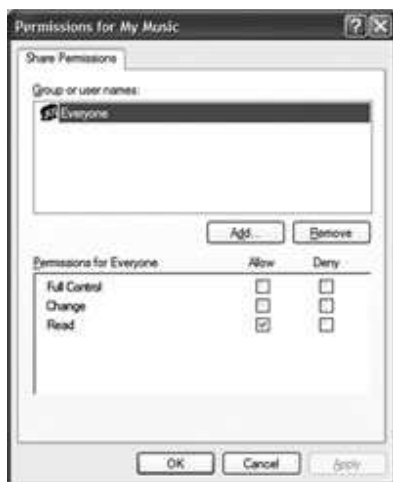 Permissions for My Music
Share Permissions
Group or user names:
Everyone
Add... Remove
Permissions for Everyone Allow Deny
Full Control
Change
Read
OK Cancel Apply